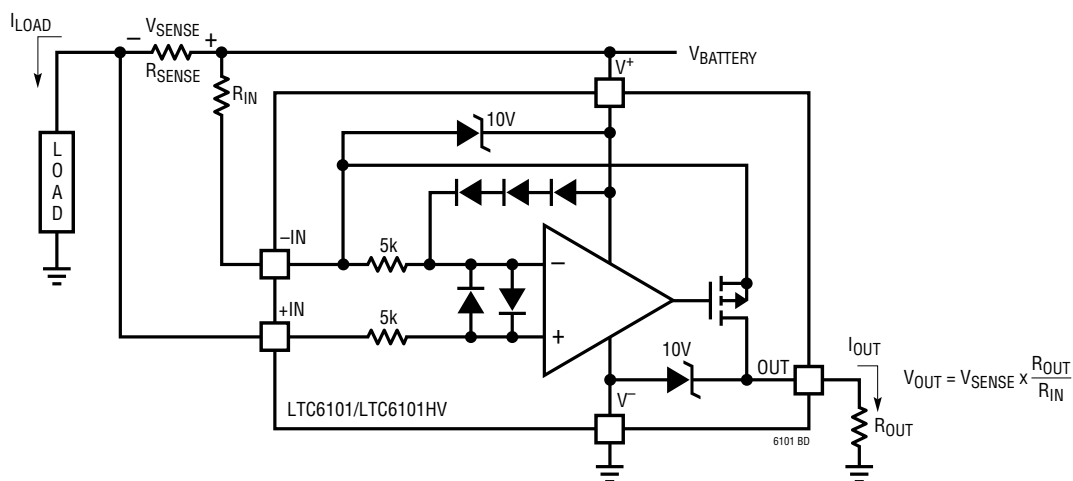 ILOAD
– VSENSE +
RSENSE
RIN
VBATTERY
V+
10V
LOAD
–IN
5k
–
+IN
5k
+
10V
OUT
IOUT
VOUT = VSENSE x ROUT/RIN
V–
LTC6101/LTC6101HV
ROUT
6101 BD